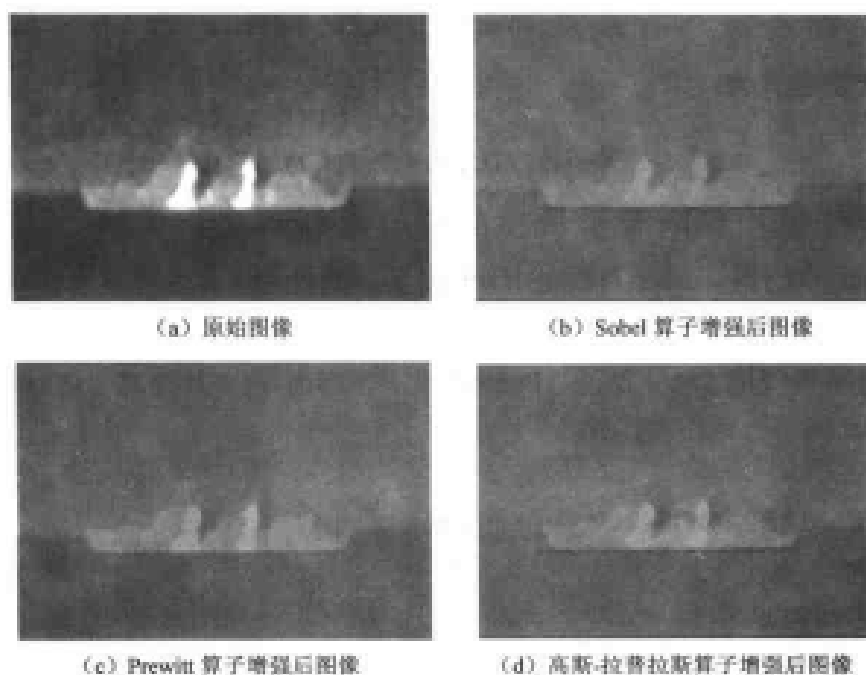 (a) 原始图像
(b) Sobel 算子增强后图像
(c) Prewitt 算子增强后图像
(d) 高斯-拉普拉斯算子增强后图像